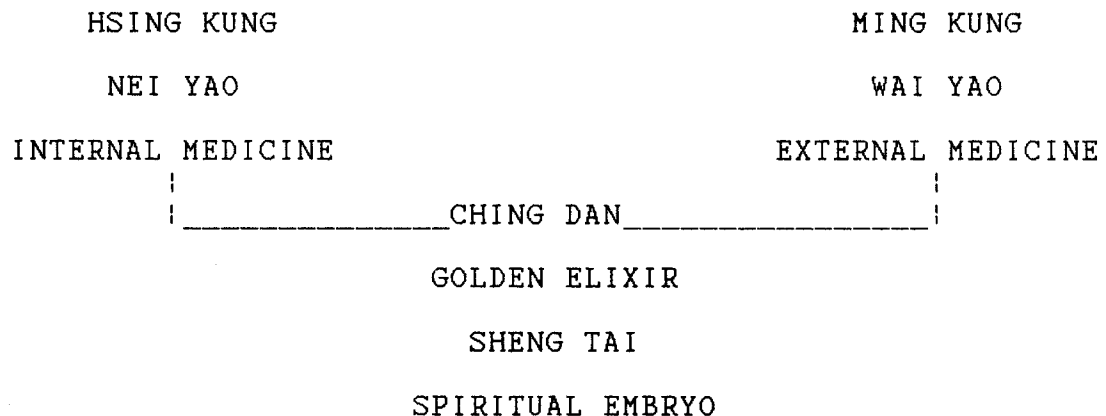 HSING KUNG MING KUNG
NEI YAO WAI YAO
INTERNAL MEDICINE EXTERNAL MEDICINE
CHING DAN
GOLDEN ELIXIR
SHENG TAI
SPIRITUAL EMBRYO